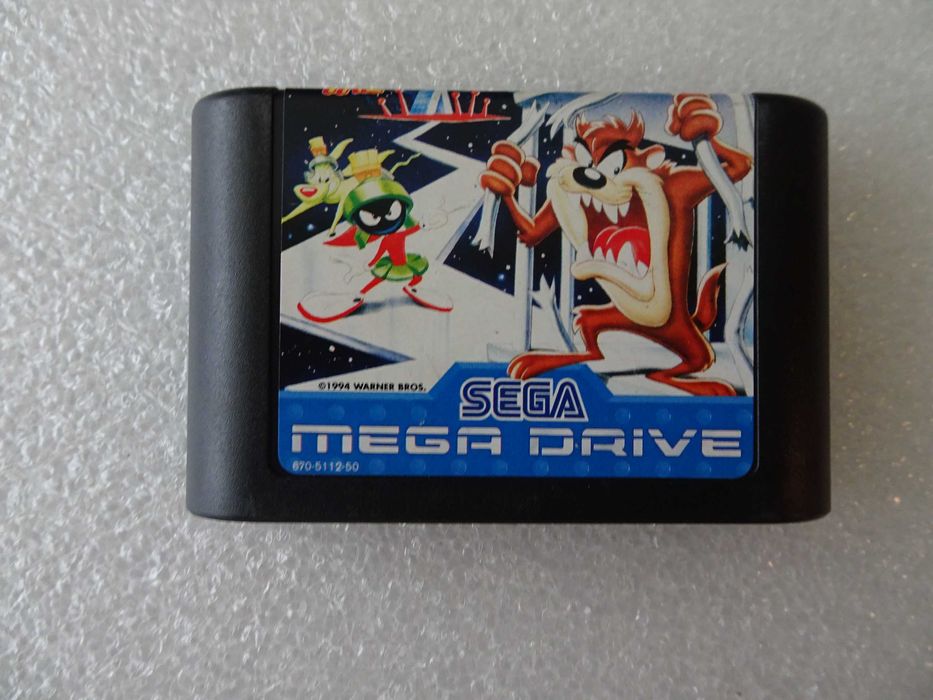 ©1994 WARNER BROS.
SEGA
MEGA DRIVE
670-5112-50